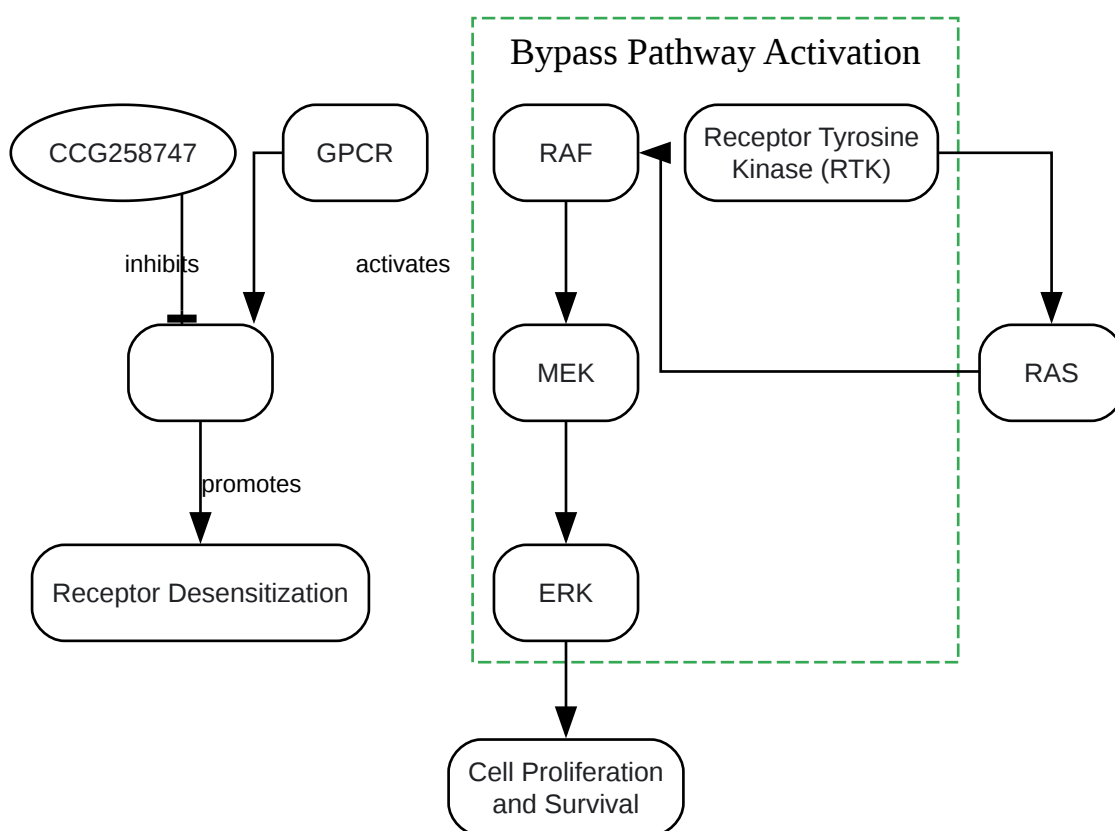 Bypass Pathway Activation
CCG258747
GPCR
RAF
Receptor Tyrosine
Kinase (RTK)
inhibits
activates
MEK
RAS
promotes
Receptor Desensitization
ERK
Cell Proliferation
and Survival